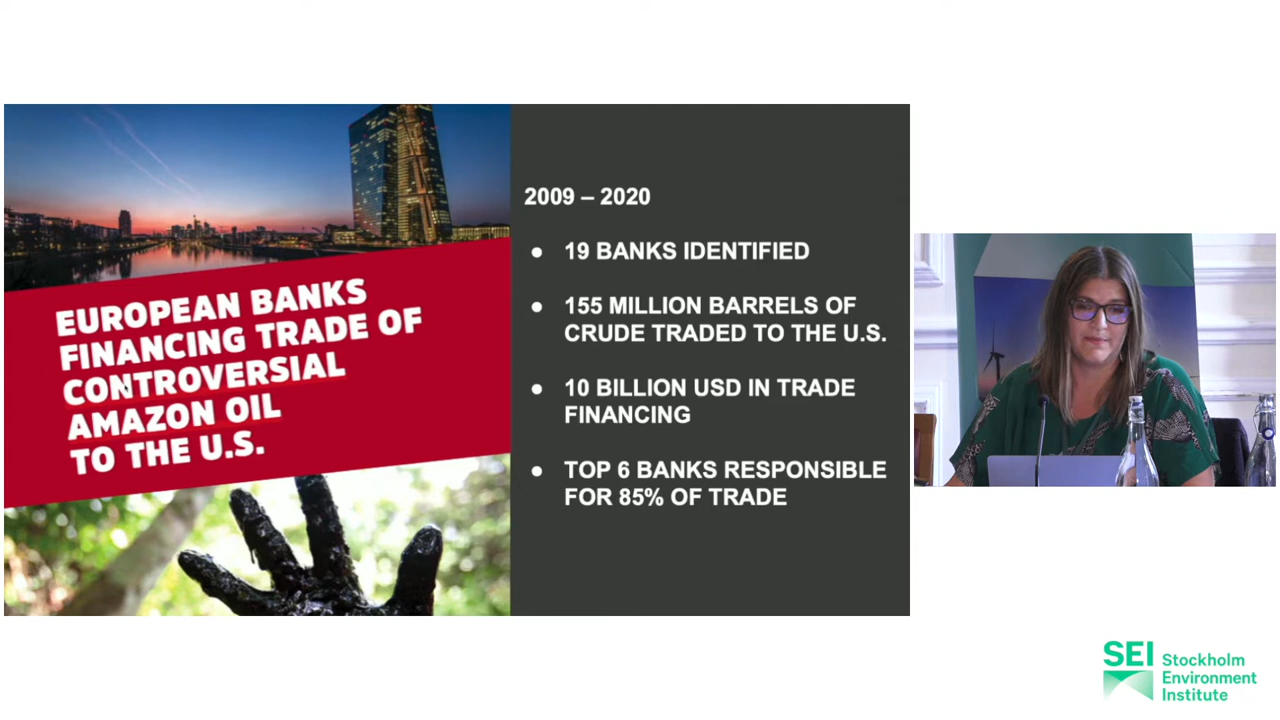 EUROPEAN BANKS
FINANCING TRADE OF
CONTROVERSIAL
AMAZON OIL
TO THE U.S.
2009 – 2020
● 19 BANKS IDENTIFIED
● 155 MILLION BARRELS OF
CRUDE TRADED TO THE U.S.
● 10 BILLION USD IN TRADE
FINANCING
● TOP 6 BANKS RESPONSIBLE
FOR 85% OF TRADE
SEI Stockholm
Environment
Institute